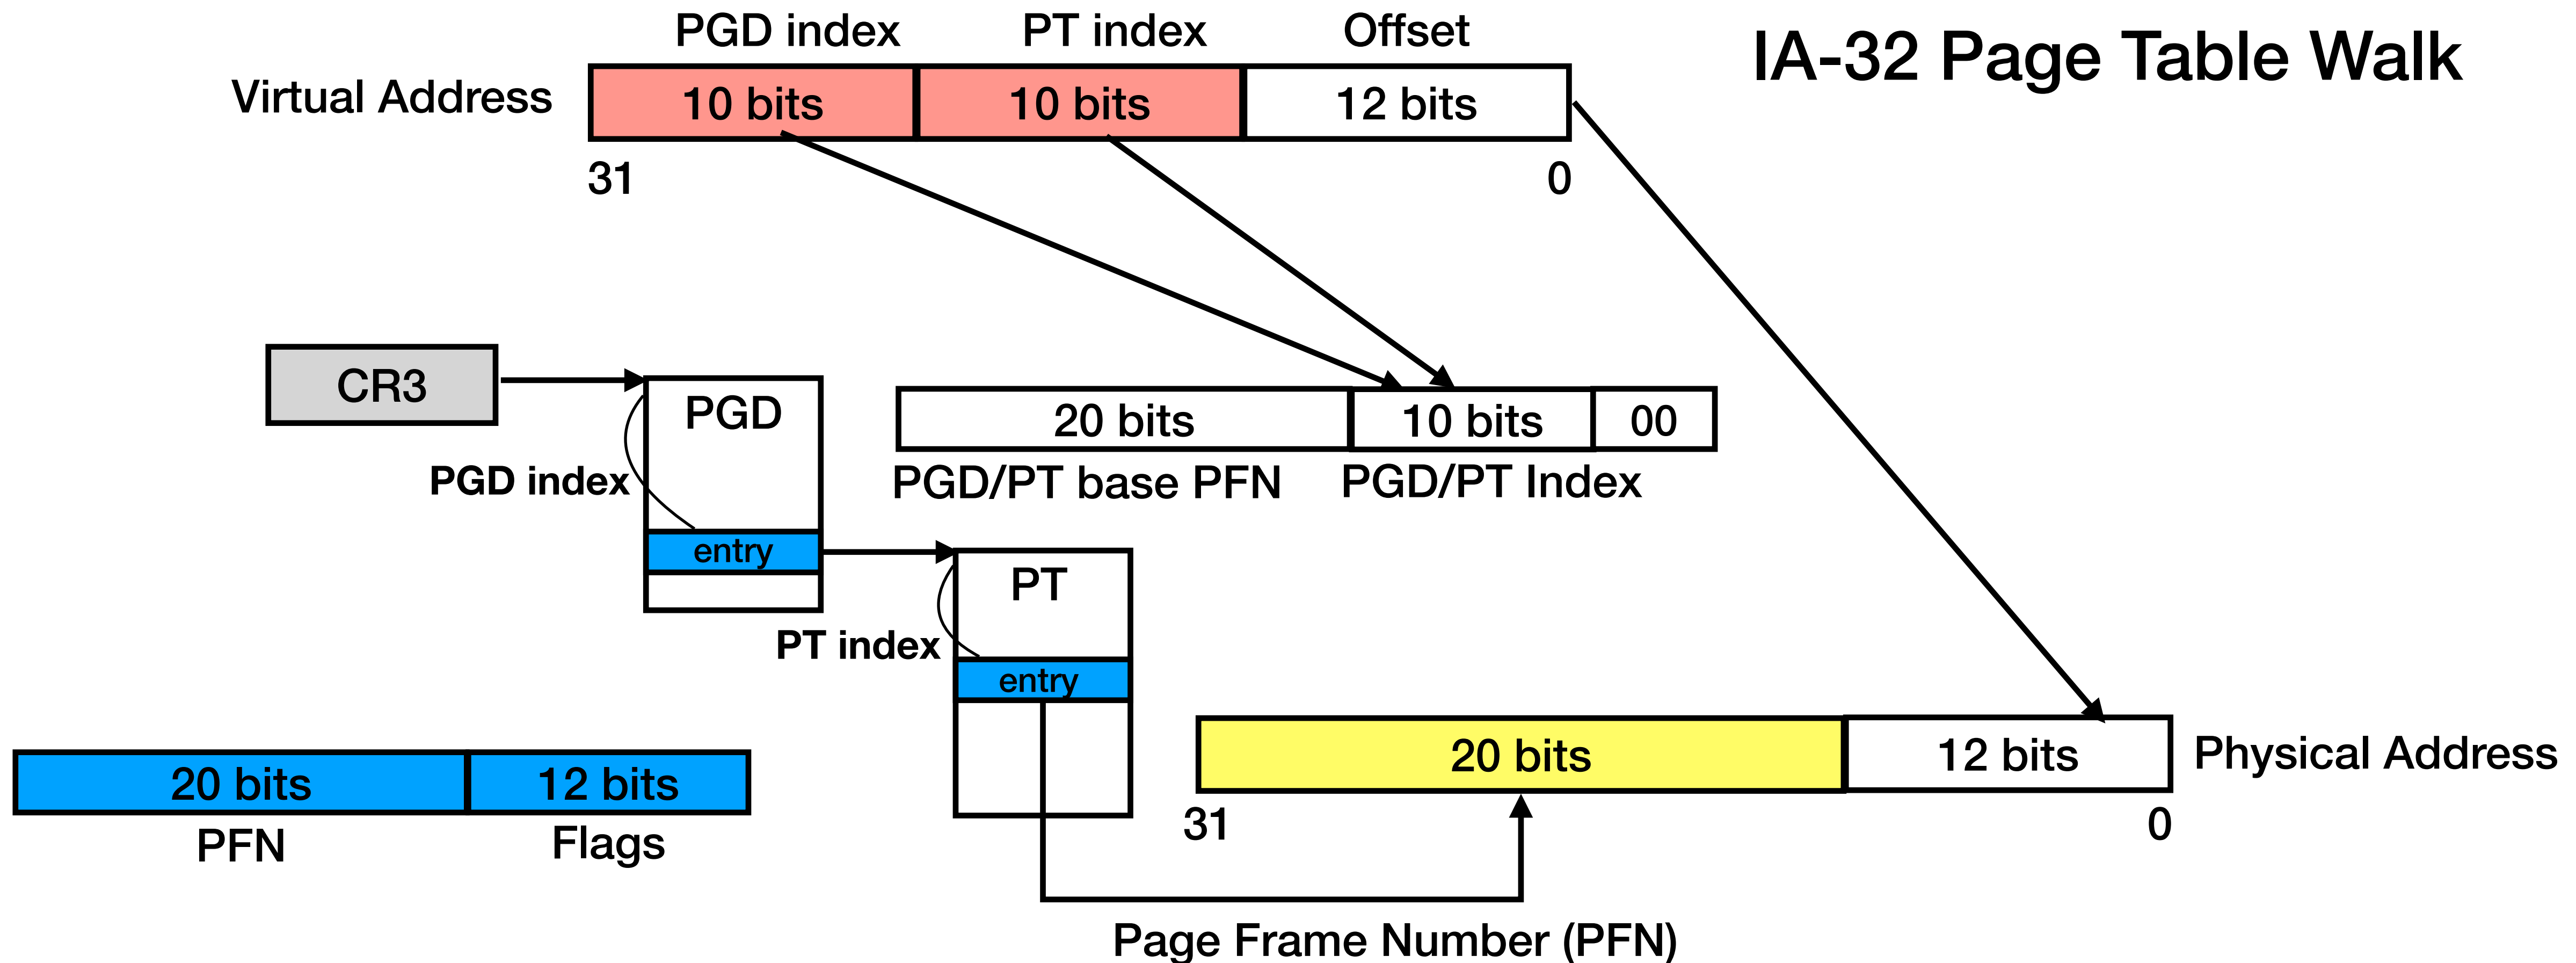 PGD index
PT index
Offset
IA-32 Page Table Walk
Virtual Address
10 bits
10 bits
12 bits
31
0
CR3
PGD
20 bits
10 bits
00
PGD index
PGD/PT base PFN
PGD/PT Index
entry
PT
PT index
entry
20 bits
12 bits
Physical Address
20 bits
12 bits
31
0
PFN
Flags
Page Frame Number (PFN)